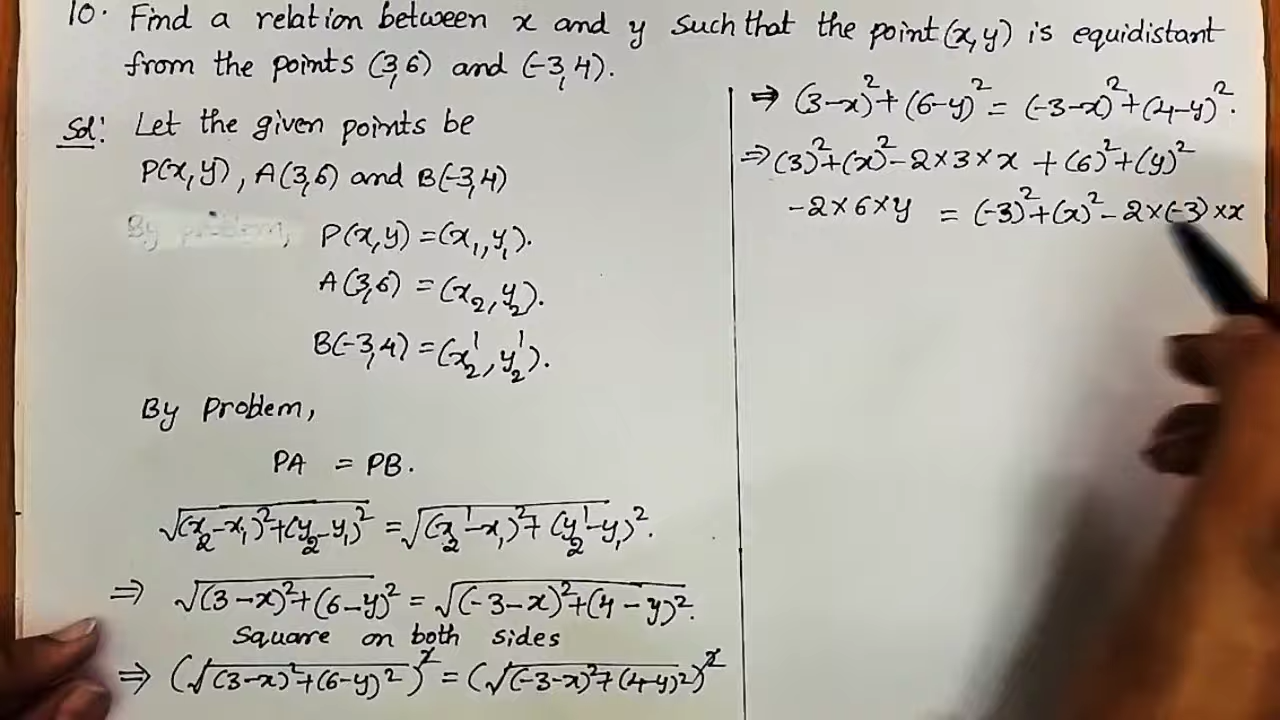 10. Find a relation between x and y such that the point (x,y) is equidistant
from the points (3,6) and (-3,4).
Sol: Let the given points be
P(x,y), A(3,6) and B(-3,4)
By problem, P(x,y) = (x₁,y₁).
A(3,6) = (x₂,y₂).
B(-3,4) = (x₂',y₂').
By Problem,
PA = PB.
√(x₂-x₁)²+(y₂-y₁)² = √(x₂'-x₁)²+(y₂'-y₁)².
⇒ √(3-x)²+(6-y)² = √(-3-x)²+(4-y)².
Square on both sides
⇒ (√(3-x)²+(6-y)²)² = (√(-3-x)²+(4-y)²)²
⇒ (3-x)²+(6-y)² = (-3-x)²+(4-y)².
⇒ (3)²+(x)²-2×3×x+(6)²+(y)²
-2×6×y = (-3)²+(x)²-2×(-3)×x